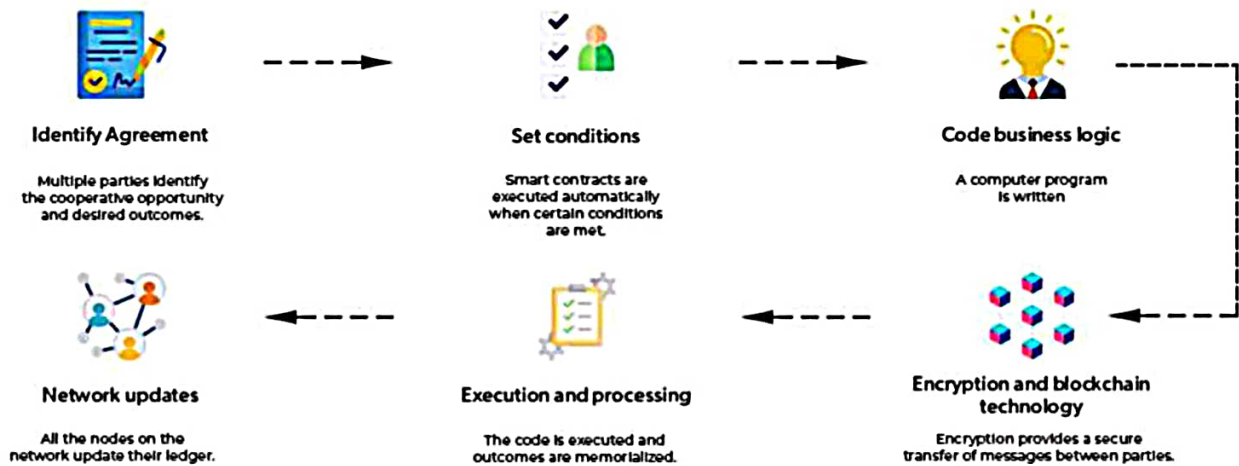 Identify Agreement
Multiple parties identify
the cooperative opportunity
and desired outcomes.
Set conditions
Smart contracts are
executed automatically
when certain conditions
are met.
Code business logic
A computer program
is written
Encryption and blockchain
technology
Encryption provides a secure
transfer of messages between parties.
Execution and processing
The code is executed and
outcomes are memorialized.
Network updates
All the nodes on the
network update their ledger.